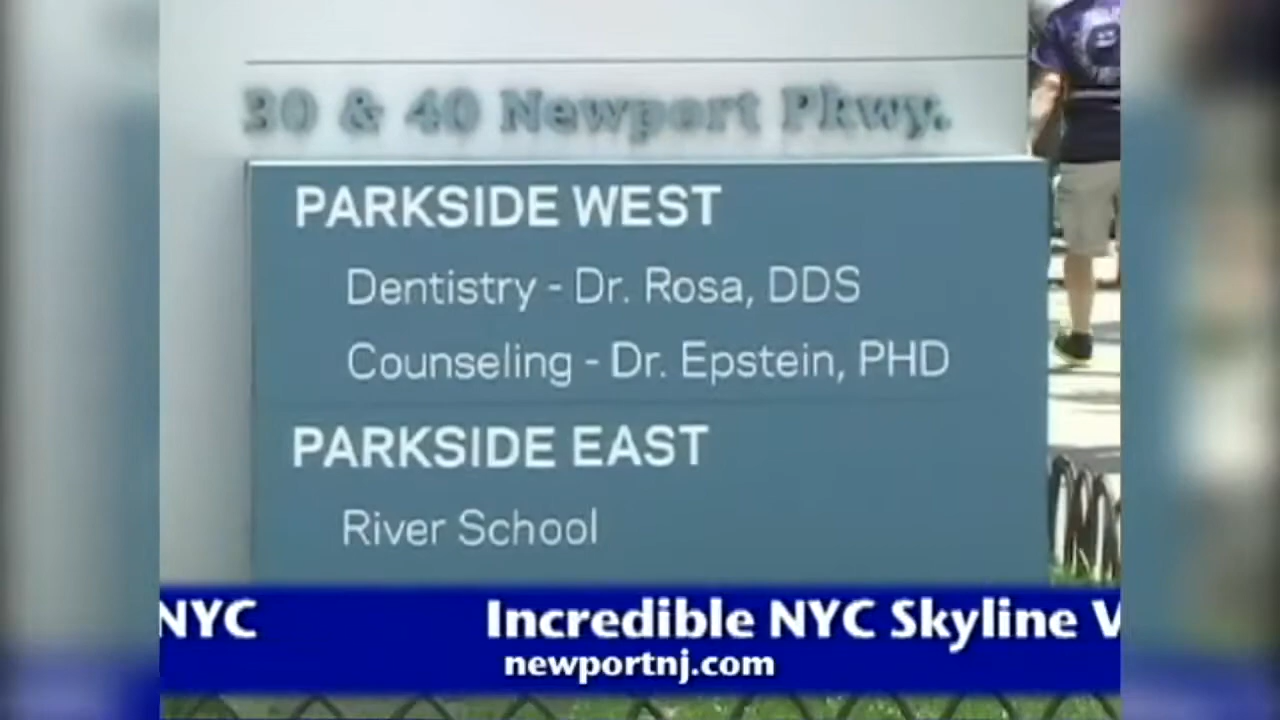 30 & 40 Newport Pkwy.
PARKSIDE WEST
Dentistry - Dr. Rosa, DDS
Counseling - Dr. Epstein, PHD
PARKSIDE EAST
River School
NYC Incredible NYC Skyline V
newportnj.com